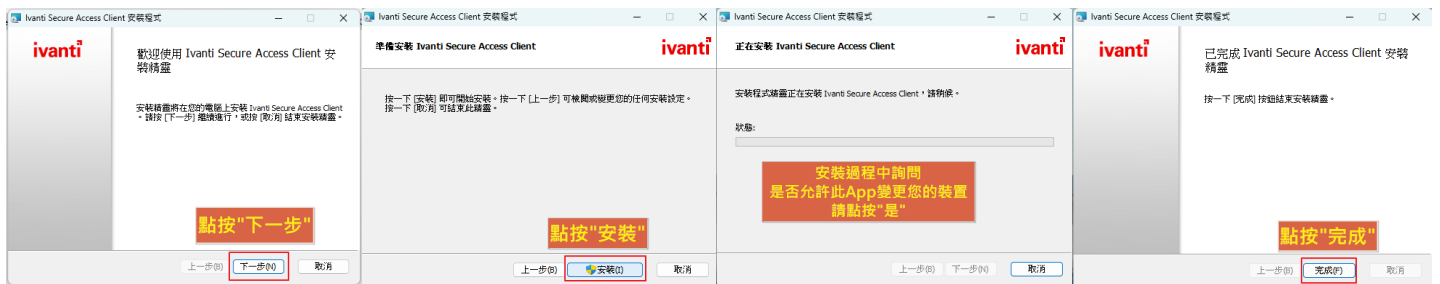 Ivanti Secure Access Client 安裝程式
ivanti
歡迎使用 Ivanti Secure Access Client 安
裝精靈
安裝精靈將在您的電腦上安裝 Ivanti Secure Access Client
。請按 [下一步] 繼續進行，或按 [取消] 結束安裝精靈。
點按"下一步"
上一步(B)
下一步(N)
取消
Ivanti Secure Access Client 安裝程式
準備安裝 Ivanti Secure Access Client
ivanti
按一下 [安裝] 即可開始安裝。按一下 [上一步] 可檢閱或變更您的任何安裝設定。
按一下 [取消] 可結束此精靈。
點按"安裝"
上一步(B)
安裝(I)
取消
Ivanti Secure Access Client 安裝程式
正在安裝 Ivanti Secure Access Client
ivanti
安裝程式精靈正在安裝 Ivanti Secure Access Client，請稍候。
狀態:
安裝過程中詢問
是否允許此App變更您的裝置
請點按"是"
上一步(B)
下一步(N)
取消
Ivanti Secure Access Client 安裝程式
ivanti
已完成 Ivanti Secure Access Client 安裝
精靈
按一下 [完成] 按鈕結束安裝精靈。
點按"完成"
上一步(B)
完成(F)
取消